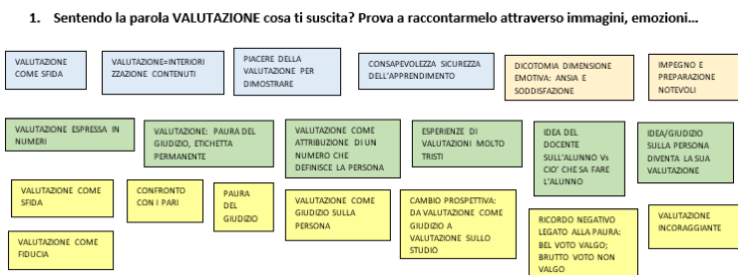 1. Sentendo la parola VALUTAZIONE cosa ti suscita? Prova a raccontarmelo attraverso immagini, emozioni...
VALUTAZIONE
COME SFIDA
VALUTAZIONE=INTERIORI
ZZAZIONE CONTENUTI
PIACERE DELLA
VALUTAZIONE PER
DIMOSTRARE
CONSAPEVOLEZZA SICUREZZA
DELL'APPRENDIMENTO
DICOTOMIA DIMENSIONE
EMOTIVA: ANSIA E
SODDISFAZIONE
IMPEGNO E
PREPARAZIONE
NOTEVOLI
VALUTAZIONE ESPRESSA IN
NUMERI
VALUTAZIONE: PAURA DEL
GIUDIZIO, ETICHETTA
PERMANENTE
VALUTAZIONE COME
ATTRIBUZIONE DI UN
NUMERO CHE
DEFINISCE LA PERSONA
ESPERIENZE DI
VALUTAZIONI MOLTO
TRISTI
IDEA DEL
DOCENTE
SULL'ALUNNO Vs
CIO' CHE SA FARE
L'ALUNNO
IDEA/GIUDIZIO
SULLA PERSONA
DIVENTA LA SUA
VALUTAZIONE
VALUTAZIONE COME
SFIDA
CONFRONTO
CON I PARI
PAURA
DEL
GIUDIZIO
VALUTAZIONE COME
GIUDIZIO SULLA
PERSONA
CAMBIO PROSPETTIVA:
DA VALUTAZIONE COME
GIUDIZIO A
VALUTAZIONE SULLO
STUDIO
RICORDO NEGATIVO
LEGATO ALLA PAURA:
BEL VOTO VALGO;
BRUTTO VOTO NON
VALGO
VALUTAZIONE
INCORAGGIANTE
VALUTAZIONE COME
FIDUCIA